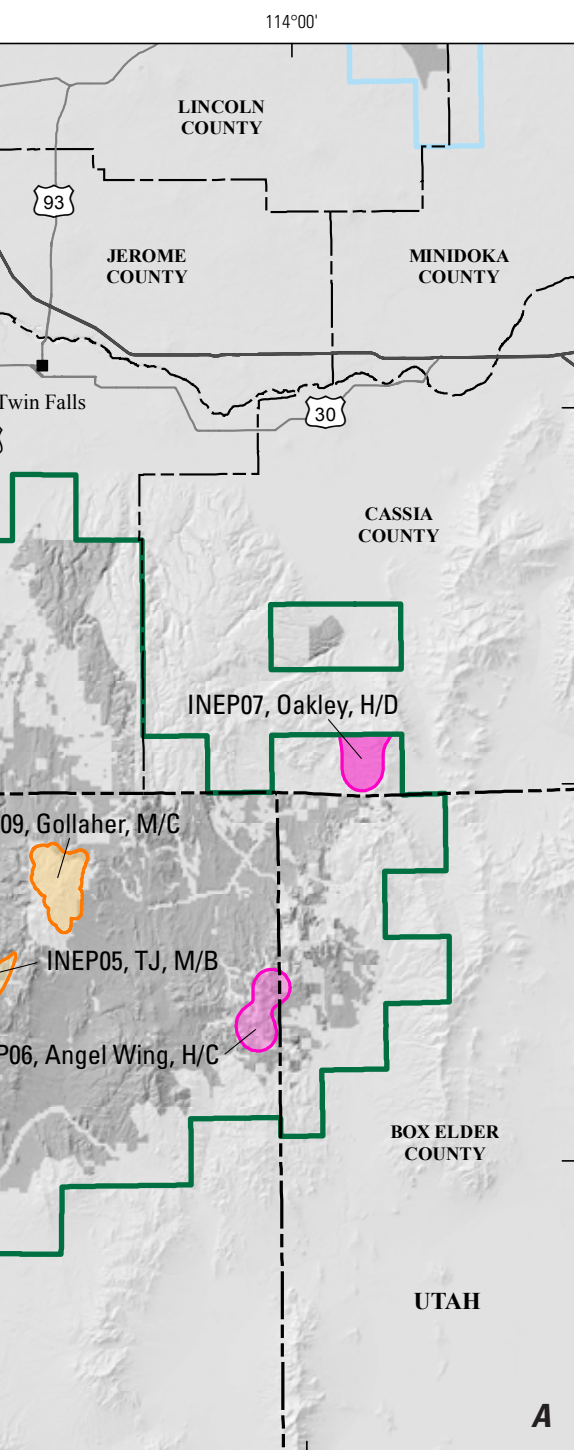 114°00'
LINCOLN
COUNTY
93
JEROME
COUNTY
MINIDOKA
COUNTY
Twin Falls
30
CASSIA
COUNTY
INEP07, Oakley, H/D
09, Gollaher, M/C
INEP05, TJ, M/B
P06, Angel Wing, H/C
BOX ELDER
COUNTY
UTAH
A